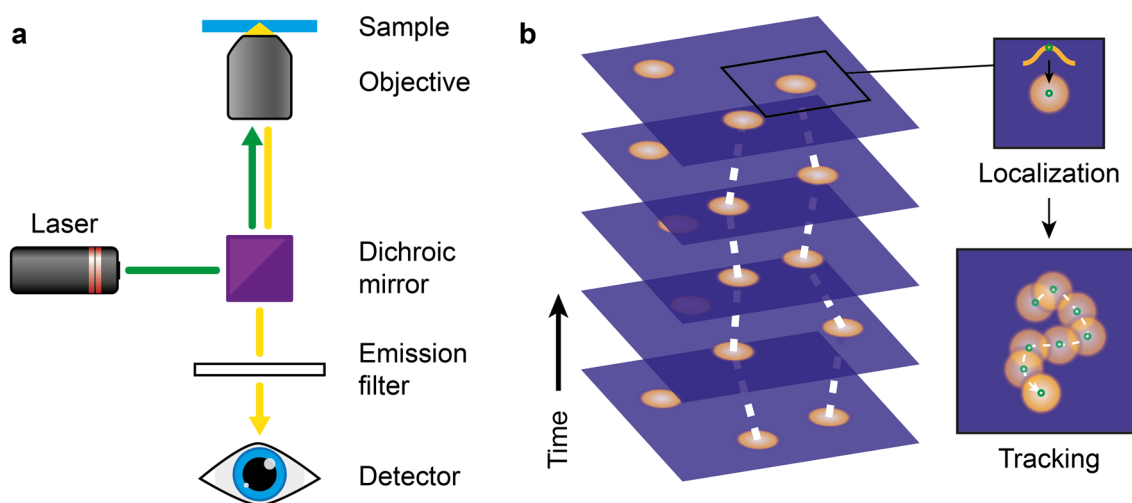 a
Sample
Objective
Laser
Dichroic
mirror
Emission
filter
Detector
b
Time
Localization
Tracking